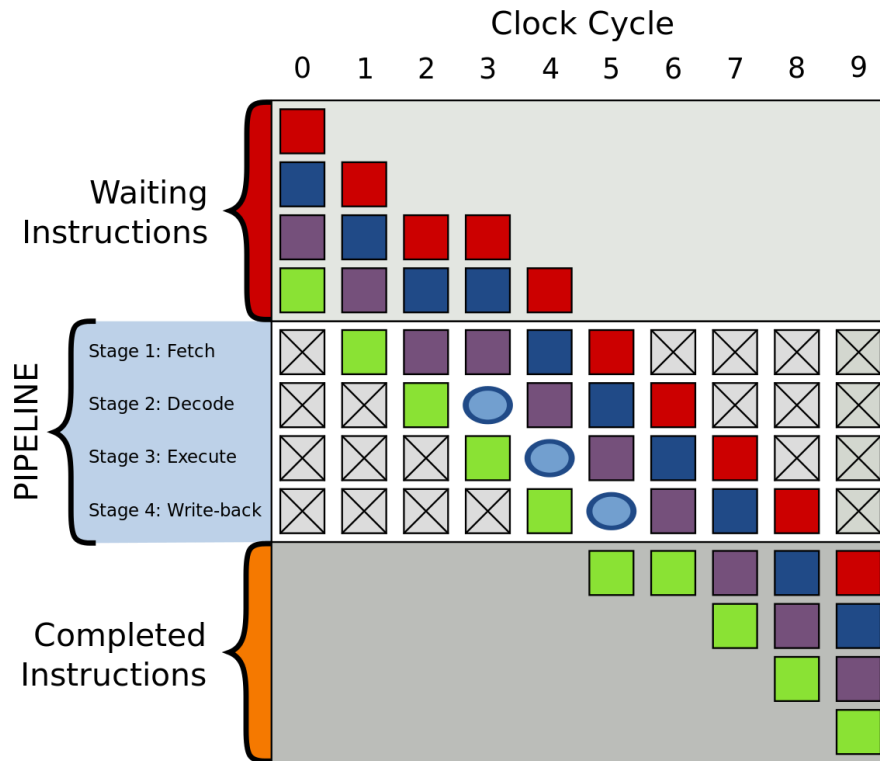 Clock Cycle
0 1 2 3 4 5 6 7 8 9
Waiting
Instructions
PIPELINE
Stage 1: Fetch
Stage 2: Decode
Stage 3: Execute
Stage 4: Write-back
Completed
Instructions